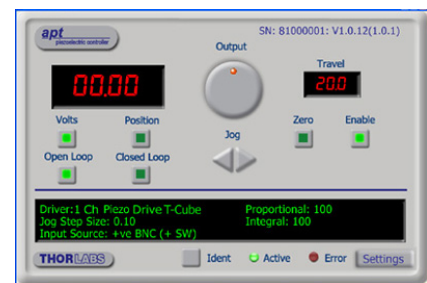 apt
piezoelectric controller
SN: 81000001: V1.0.12(1.0.1)
Output
Travel
00.00
20.0
Volts
Position
Zero
Enable
Jog
Open Loop
Closed Loop
Driver:1 Ch Piezo Drive T-Cube
Proportional: 100
Jog Step Size: 0.10
Integral: 100
Input Source: +ve BNC (+ SW)
THORLABS
Ident
Active
Error
Settings